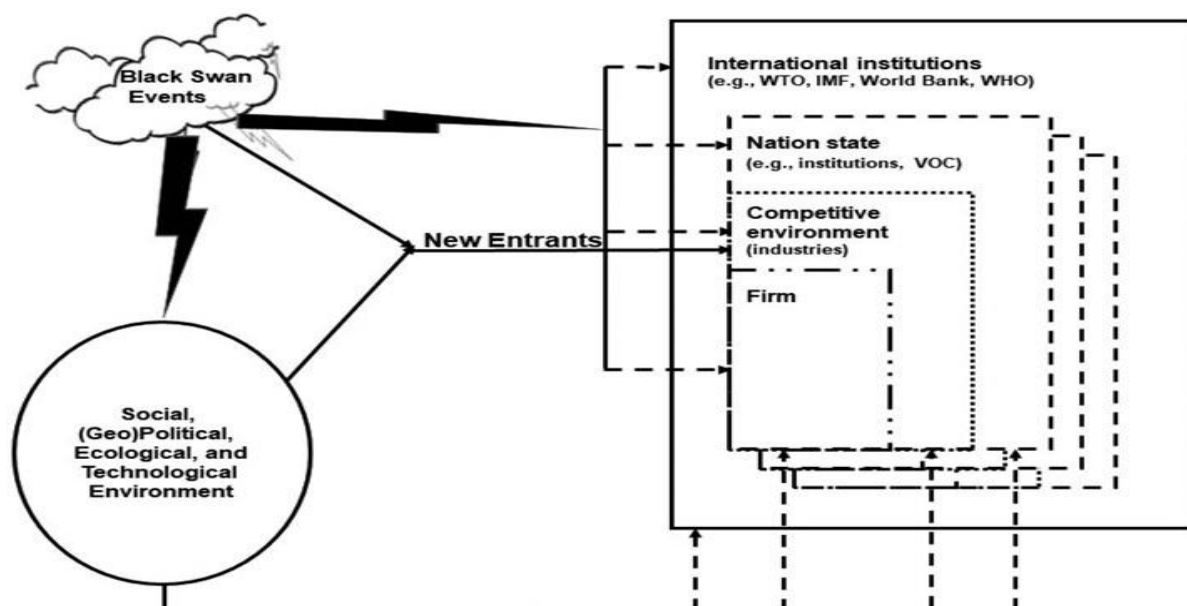 Black Swan
Events
International institutions
(e.g., WTO, IMF, World Bank, WHO)
Nation state
(e.g., institutions, VOC)
Competitive
environment
(industries)
New Entrants
Firm
Social,
(Geo)Political,
Ecological, and
Technological
Environment